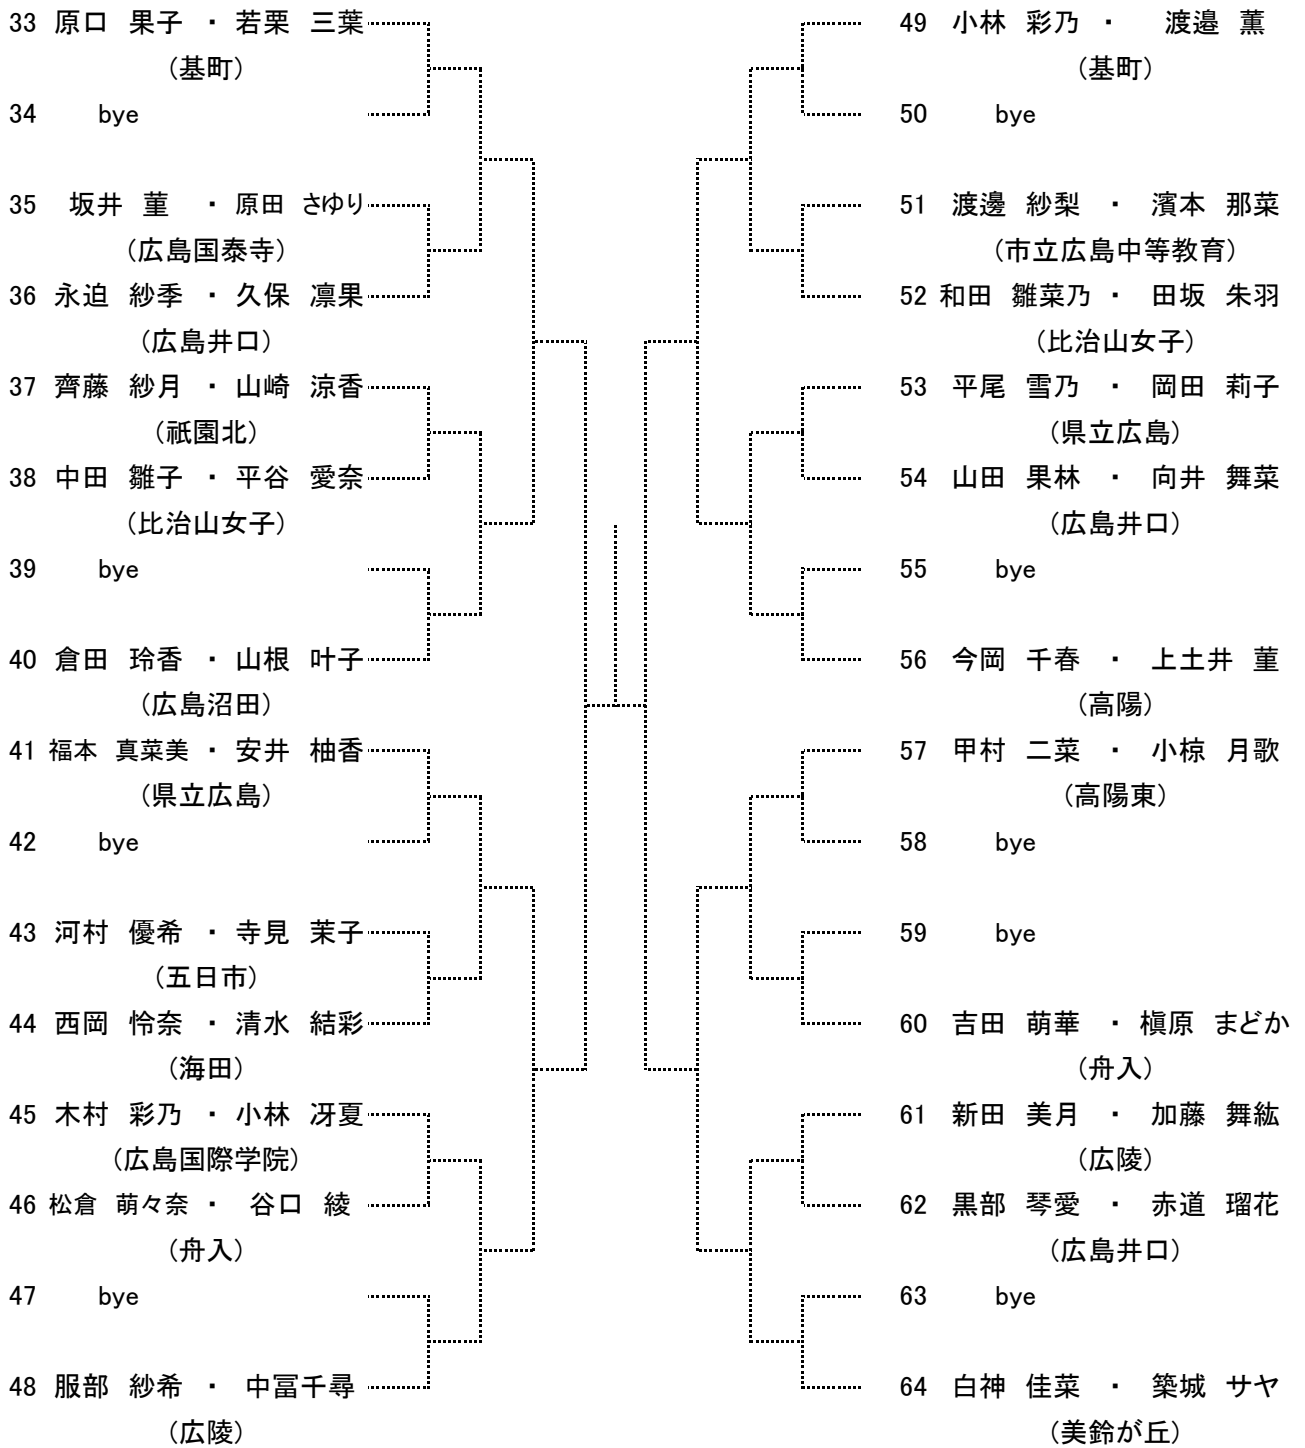 33 原口 果子 ・ 若栗 三葉
(基町)
34 bye
35 坂井 菫 ・ 原田 さゆり
(広島国泰寺)
36 永迫 紗季 ・ 久保 凛果
(広島井口)
37 齊藤 紗月 ・ 山崎 涼香
(祇園北)
38 中田 雛子 ・ 平谷 愛奈
(比治山女子)
39 bye
40 倉田 玲香 ・ 山根 叶子
(広島沼田)
41 福本 真菜美 ・ 安井 柚香
(県立広島)
42 bye
43 河村 優希 ・ 寺見 茉子
(五日市)
44 西岡 怜奈 ・ 清水 結彩
(海田)
45 木村 彩乃 ・ 小林 冴夏
(広島国際学院)
46 松倉 萌々奈 ・ 谷口 綾
(舟入)
47 bye
48 服部 紗希 ・ 中冨千尋
(広陵)
49 小林 彩乃 ・ 渡邉 薫
(基町)
50 bye
51 渡邊 紗梨 ・ 濱本 那菜
(市立広島中等教育)
52 和田 雛菜乃 ・ 田坂 朱羽
(比治山女子)
53 平尾 雪乃 ・ 岡田 莉子
(県立広島)
54 山田 果林 ・ 向井 舞菜
(広島井口)
55 bye
56 今岡 千春 ・ 上土井 菫
(高陽)
57 甲村 二菜 ・ 小椋 月歌
(高陽東)
58 bye
59 bye
60 吉田 萌華 ・ 槇原 まどか
(舟入)
61 新田 美月 ・ 加藤 舞紘
(広陵)
62 黒部 琴愛 ・ 赤道 瑠花
(広島井口)
63 bye
64 白神 佳菜 ・ 築城 サヤ
(美鈴が丘)